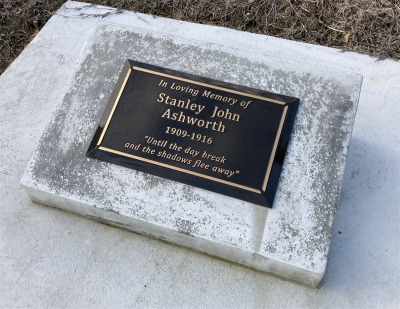 In Loving Memory of
Stanley John
Ashworth
1909-1916
"Until the day break
and the shadows flee away"